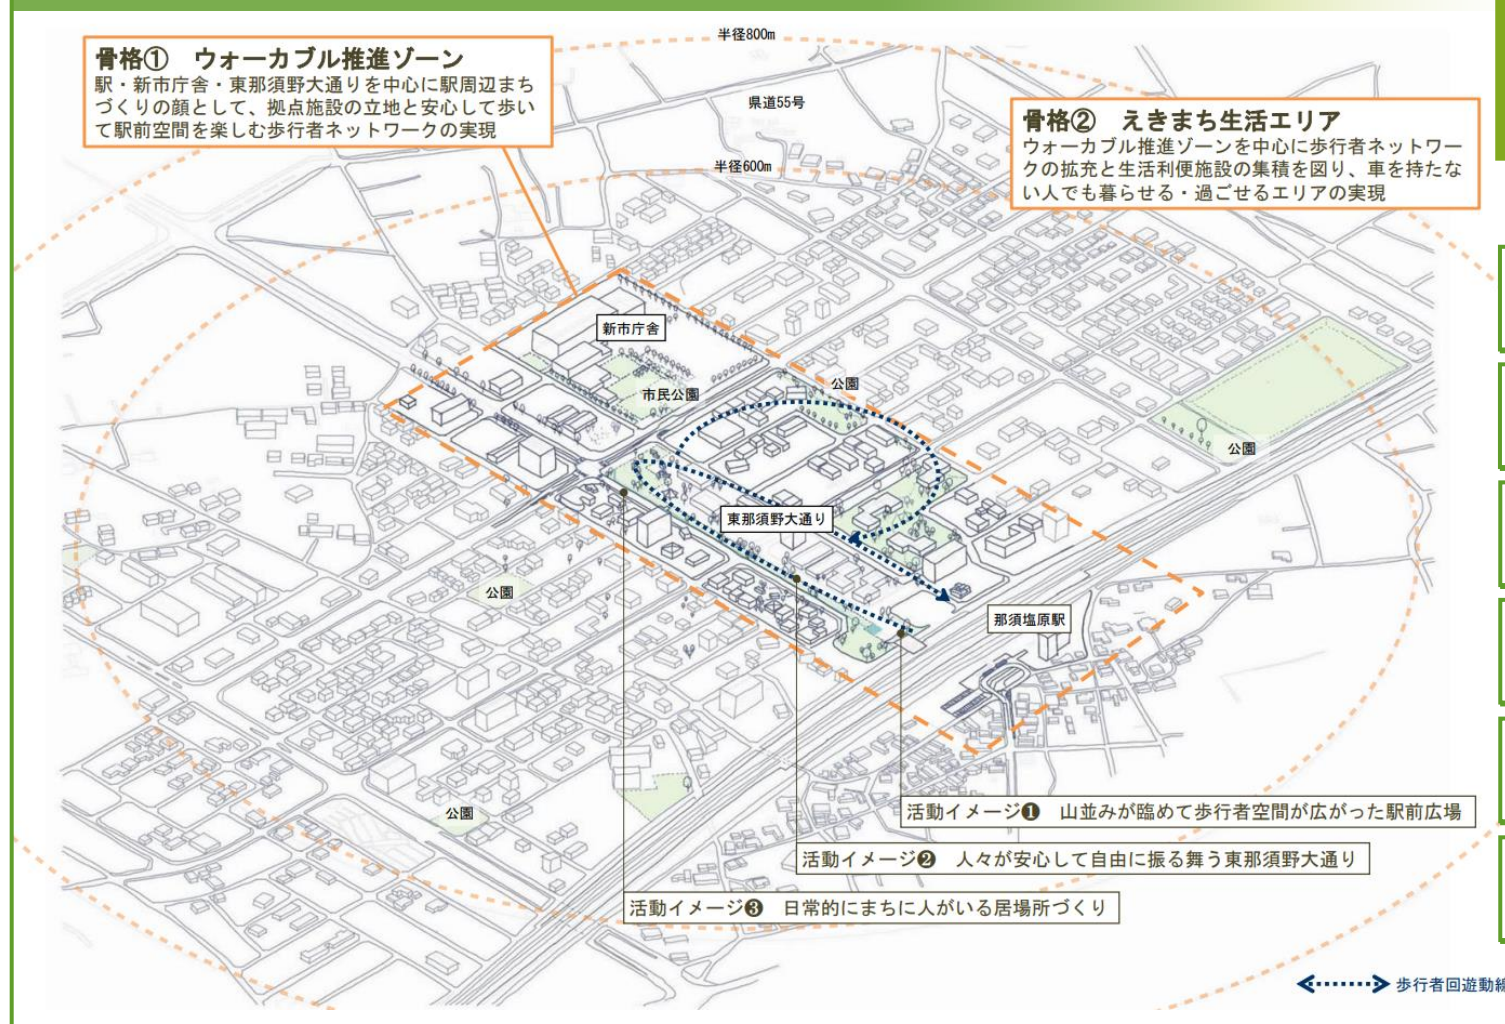 半径800m
骨格① ウォーカブル推進ゾーン
駅・新市庁舎・東那須野大通りを中心に駅周辺まち
づくりの顔として、拠点施設の立地と安心して歩い
て駅前空間を楽しむ歩行者ネットワークの実現
県道55号
骨格② えきまち生活エリア
ウォーカブル推進ゾーンを中心に歩行者ネットワー
クの拡充と生活利便施設の集積を図り、車を持たな
い人でも暮らせる・過ごせるエリアの実現
半径600m
新市庁舎
市民公園
公園
公園
東那須野大通り
公園
那須塩原駅
公園
活動イメージ❶ 山並みが臨めて歩行者空間が広がった駅前広場
活動イメージ❷ 人々が安心して自由に振る舞う東那須野大通り
活動イメージ❸ 日常的にまちに人がいる居場所づくり
歩行者回遊動線